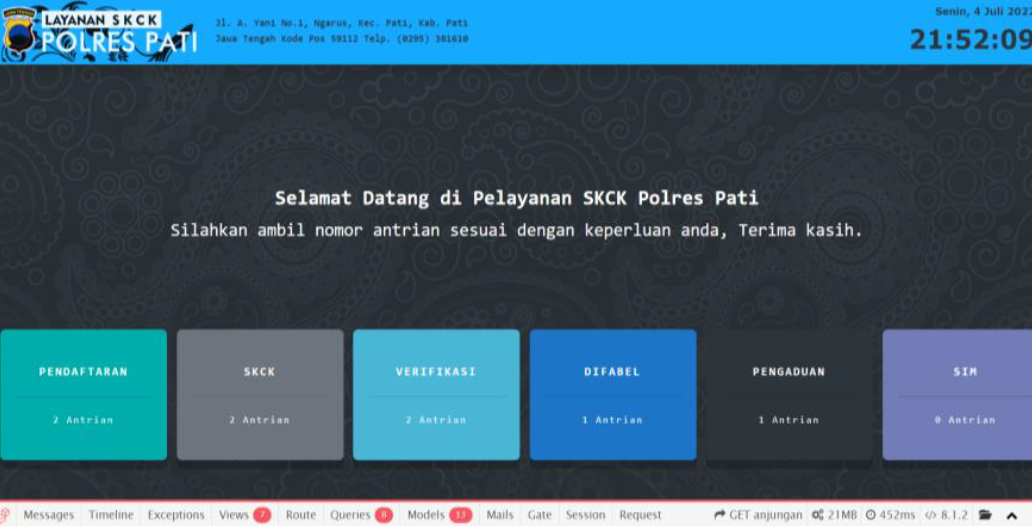 LAYANAN SKCK
POLRES PATI
Jl. A. Yani No.1, Ngarus, Kec. Pati, Kab. Pati
Jawa Tengah Kode Pos 59112 Telp. (0295) 381610
Senin, 4 Juli 2022
21:52:09
Selamat Datang di Pelayanan SKCK Polres Pati
Silahkan ambil nomor antrian sesuai dengan keperluan anda, Terima kasih.
PENDAFTARAN
2 Antrian
SKCK
2 Antrian
VERIFIKASI
2 Antrian
DIFABEL
1 Antrian
PENGADUAN
1 Antrian
SIM
0 Antrian
Messages Timeline Exceptions Views 7 Route Queries 8 Models 13 Mails Gate Session Request GET anjungan 21MB 452ms 8.1.2